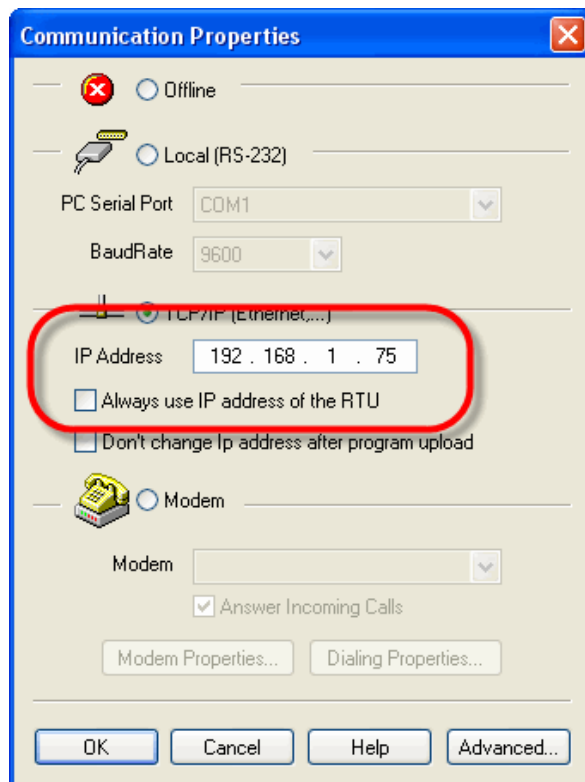 Communication Properties
Offline
Local (RS-232)
PC Serial Port COM1
BaudRate 9600
TCP/IP (Ethernet,...)
IP Address 192 . 168 . 1 . 75
Always use IP address of the RTU
Don't change Ip address after program upload
Modem
Modem
Answer Incoming Calls
Modem Properties... Dialing Properties...
OK Cancel Help Advanced...